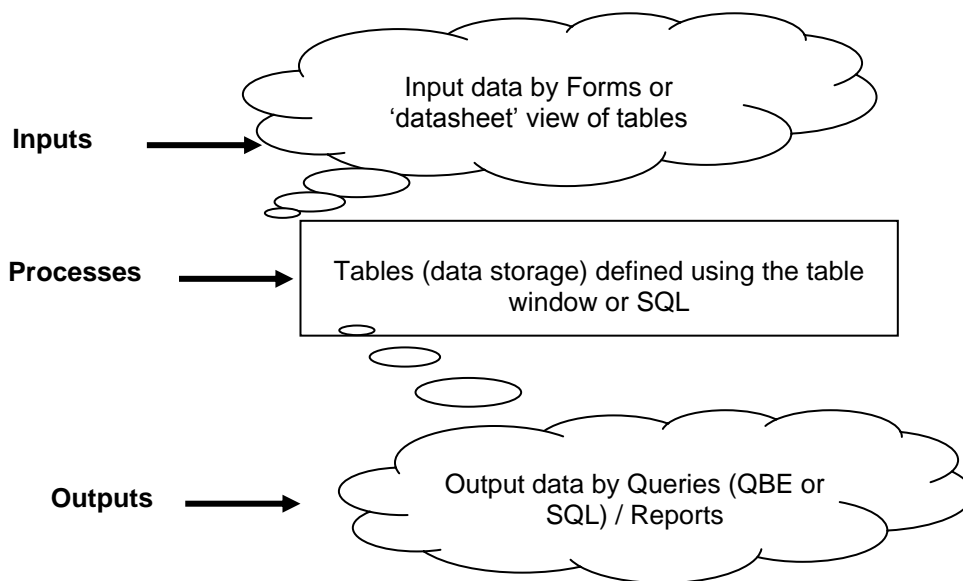 Input data by Forms or
‘datasheet’ view of tables
Inputs
Processes
Tables (data storage) defined using the table
window or SQL
Outputs
Output data by Queries (QBE or
SQL) / Reports